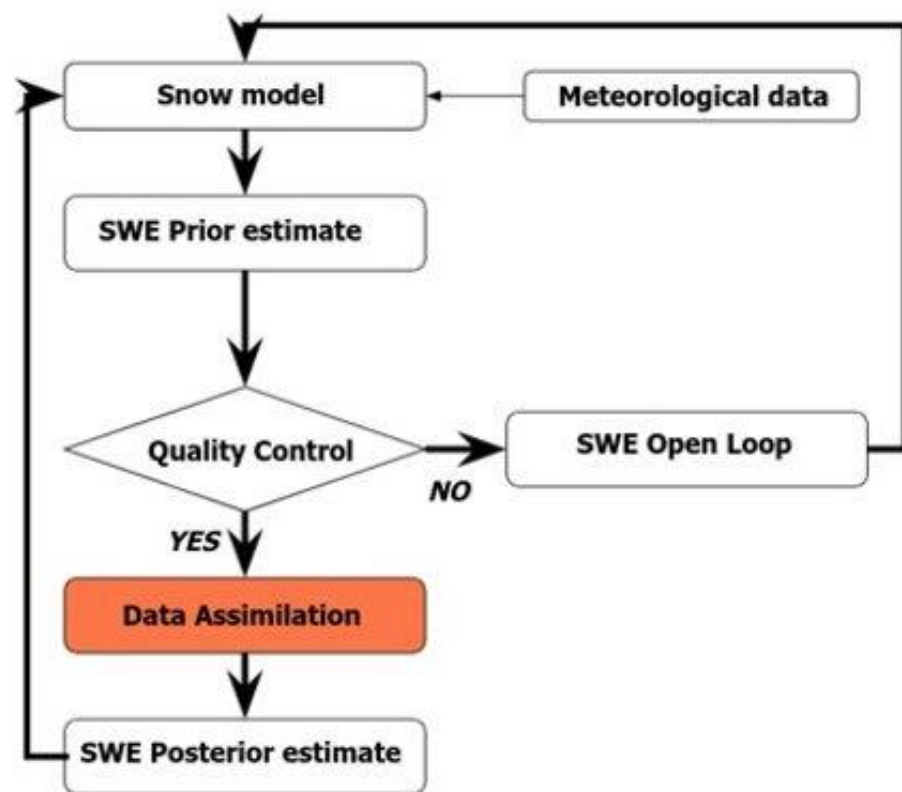 Snow model
Meteorological data
SWE Prior estimate
Quality Control
SWE Open Loop
NO
YES
Data Assimilation
SWE Posterior estimate